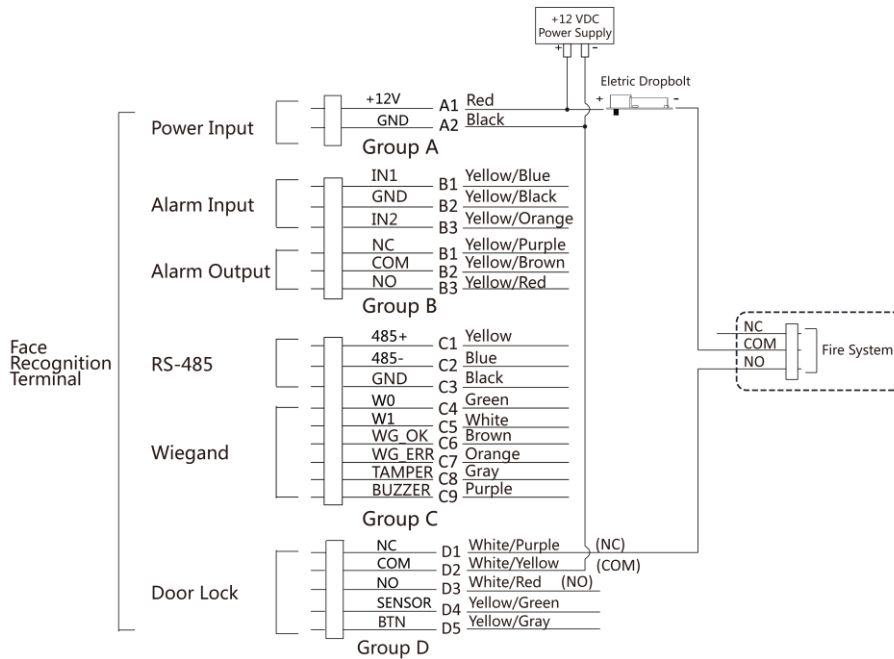 +12 VDC
Power Supply
+ -
Eletric Dropbolt
+ -
Face
Recognition
Terminal
Power Input
+12V A1 Red
GND A2 Black
Group A
Alarm Input
IN1 B1 Yellow/Blue
GND B2 Yellow/Black
IN2 B3 Yellow/Orange
Alarm Output
NC B1 Yellow/Purple
COM B2 Yellow/Brown
NO B3 Yellow/Red
Group B
NC
COM
NO
Fire System
RS-485
485+ C1 Yellow
485- C2 Blue
GND C3 Black
Wiegand
W0 C4 Green
W1 C5 White
WG_OK C6 Brown
WG_ERR C7 Orange
TAMPER C8 Gray
BUZZER C9 Purple
Group C
Door Lock
NC D1 White/Purple (NC)
COM D2 White/Yellow (COM)
NO D3 White/Red (NO)
SENSOR D4 Yellow/Green
BTN D5 Yellow/Gray
Group D